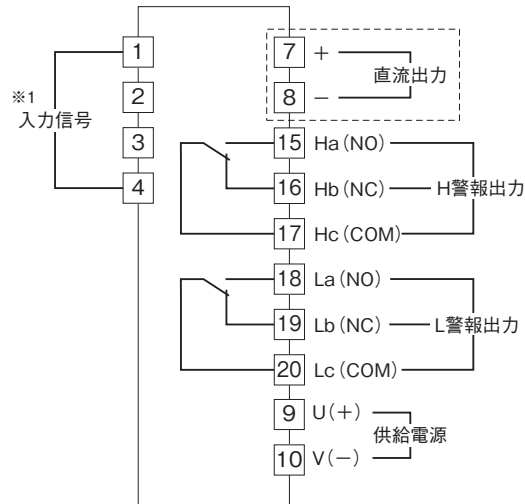 ※1
入力信号
1
2
3
4
7 +
8 −
直流出力
15 Ha(NO)
16 Hb(NC)
H警報出力
17 Hc(COM)
18 La(NO)
19 Lb(NC)
L警報出力
20 Lc(COM)
9 U(+)
供給電源
10 V(−)